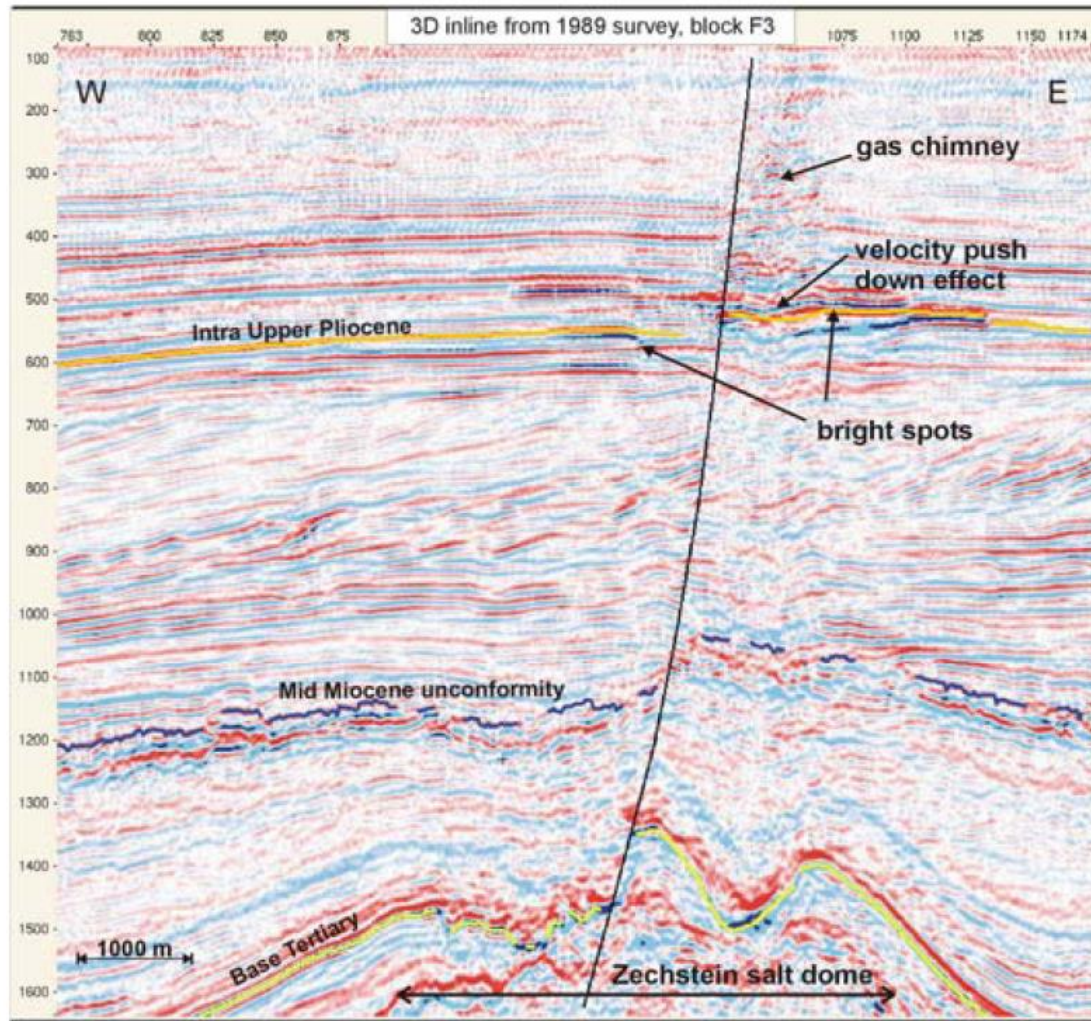 3D inline from 1989 survey, block F3
763 800 825 850 875 1075 1100 1125 1150 1174
100
W
E
200
gas chimney
300
400
velocity push
down effect
500
Intra Upper Pliocene
600
bright spots
700
800
900
1000
1100
Mid Miocene unconformity
1200
1300
1400
1500
Base Tertiary
1000 m
Zechstein salt dome
1600